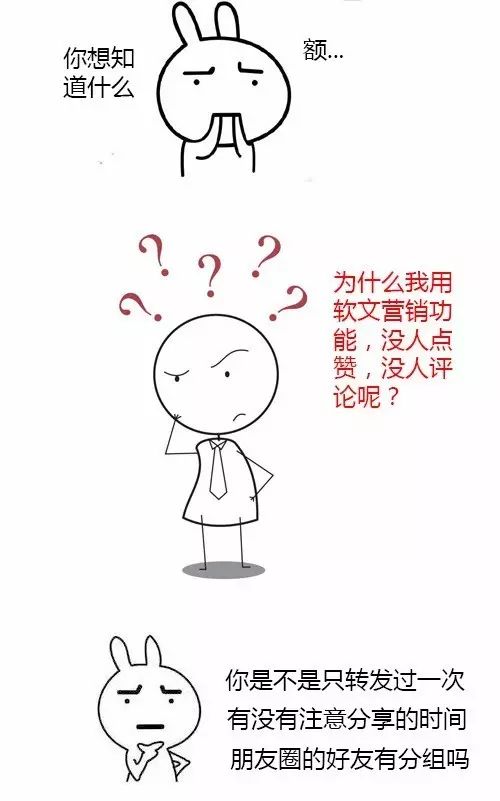 你想知
道什么
额...
为什么我用
软文营销功
能，没人点
赞，没人评
论呢？
你是不是只转发过一次
有没有注意分享的时间
朋友圈的好友有分组吗